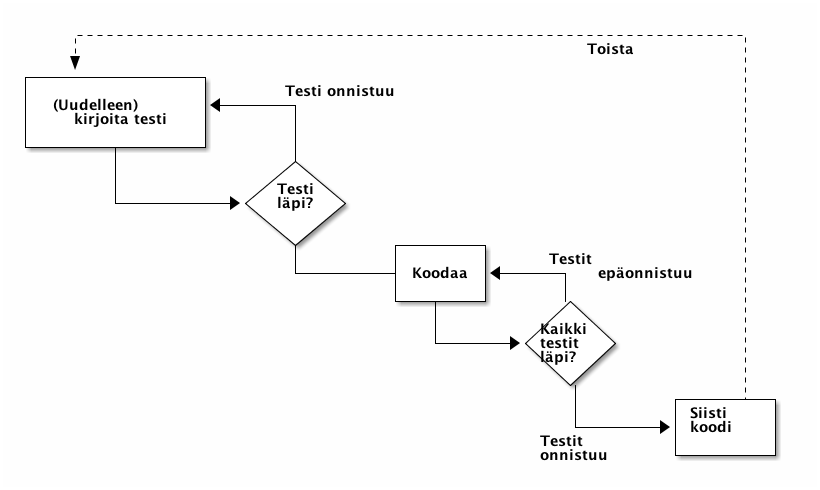 Toista
Testi onnistuu
(Uudelleen)
kirjoita testi
Testi
läpi?
Testit
epäonnistuu
Koodaa
Kaikki
testit
läpi?
Siisti
koodi
Testit
onnistuu